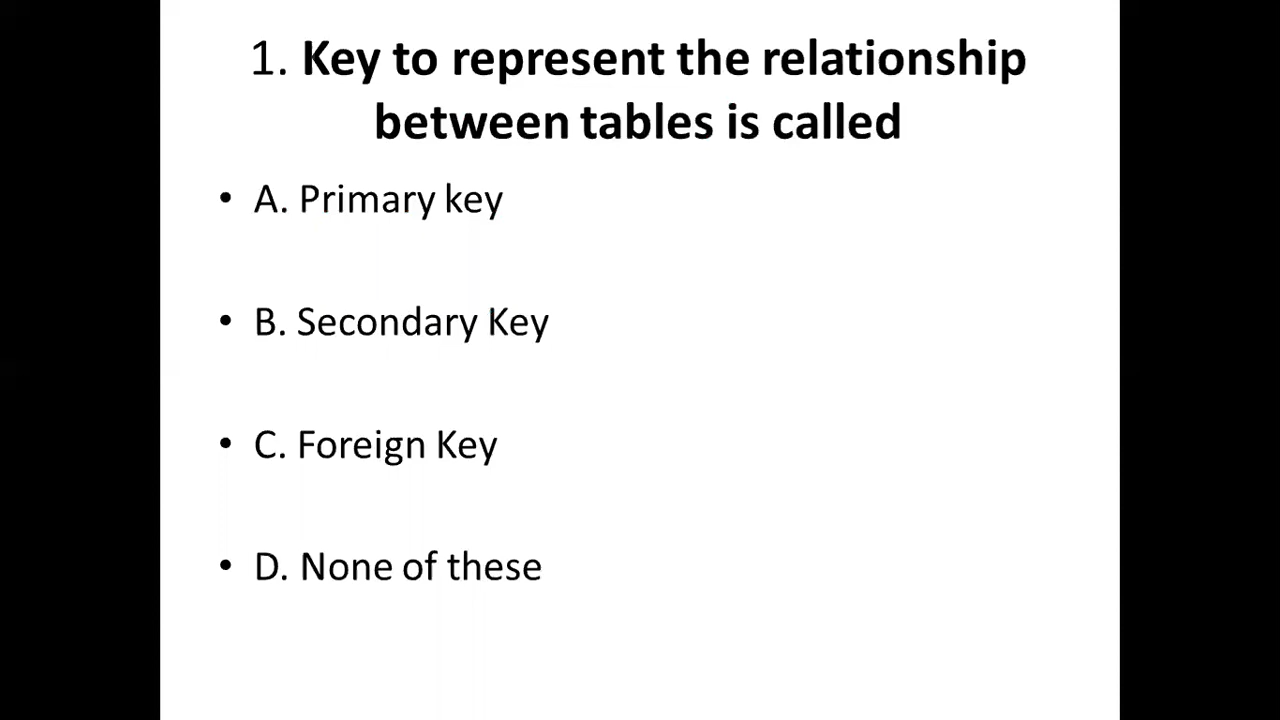 1. Key to represent the relationship
between tables is called
• A. Primary key
• B. Secondary Key
• C. Foreign Key
• D. None of these